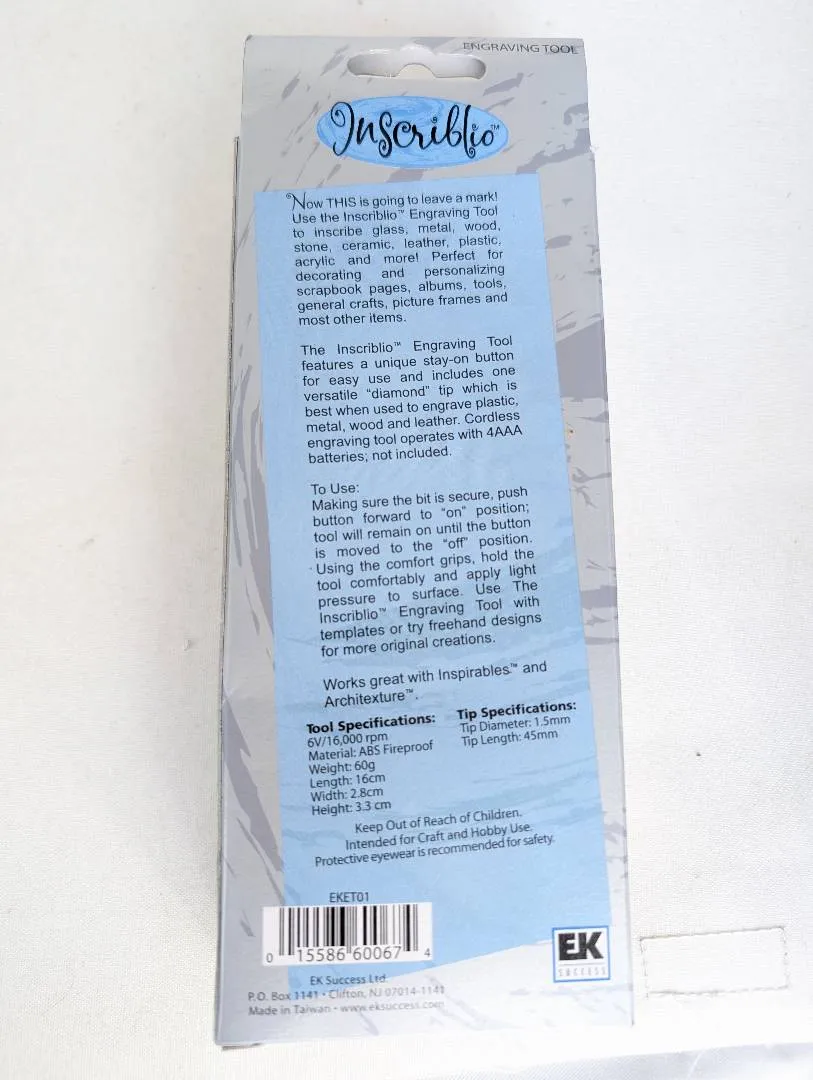 ENGRAVING TOOL
Inscriblio™
Now THIS is going to leave a mark!
Use the Inscriblio™ Engraving Tool
to inscribe glass, metal, wood,
stone, ceramic, leather, plastic,
acrylic and more! Perfect for
decorating and personalizing
scrapbook pages, albums, tools,
general crafts, picture frames and
most other items.
The Inscriblio™ Engraving Tool
features a unique stay-on button
for easy use and includes one
versatile “diamond” tip which is
best when used to engrave plastic,
metal, wood and leather. Cordless
engraving tool operates with 4AAA
batteries; not included.
To Use:
Making sure the bit is secure, push
button forward to “on” position;
tool will remain on until the button
is moved to the “off” position.
Using the comfort grips, hold the
tool comfortably and apply light
pressure to surface. Use The
Inscriblio™ Engraving Tool with
templates or try freehand designs
for more original creations.
Works great with Inspirables™ and
Architexture™.
Tool Specifications:
6V/16,000 rpm
Material: ABS Fireproof
Weight: 60g
Length: 16cm
Width: 2.8cm
Height: 3.3 cm
Tip Specifications:
Tip Diameter: 1.5mm
Tip Length: 45mm
Keep Out of Reach of Children.
Intended for Craft and Hobby Use.
Protective eyewear is recommended for safety.
EKET01
0 15586 60067 4
EK
SUCCESS
EK Success Ltd.
P.O. Box 1141 • Clifton, NJ 07014-1141
Made in Taiwan • www.eksuccess.com